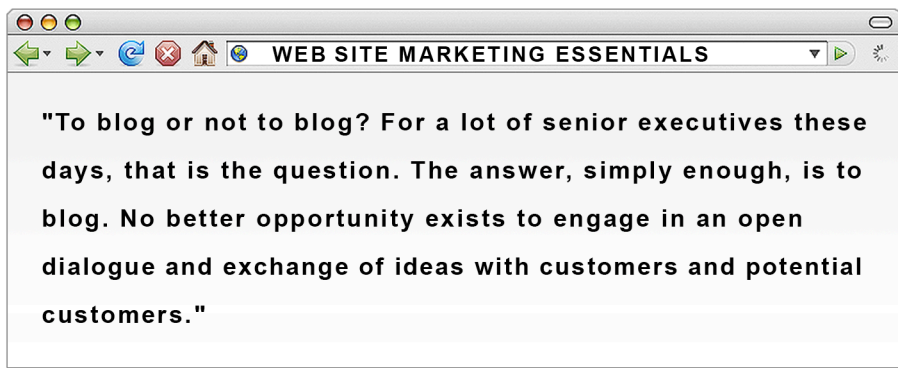 WEB SITE MARKETING ESSENTIALS
"To blog or not to blog? For a lot of senior executives these
days, that is the question. The answer, simply enough, is to
blog. No better opportunity exists to engage in an open
dialogue and exchange of ideas with customers and potential
customers."